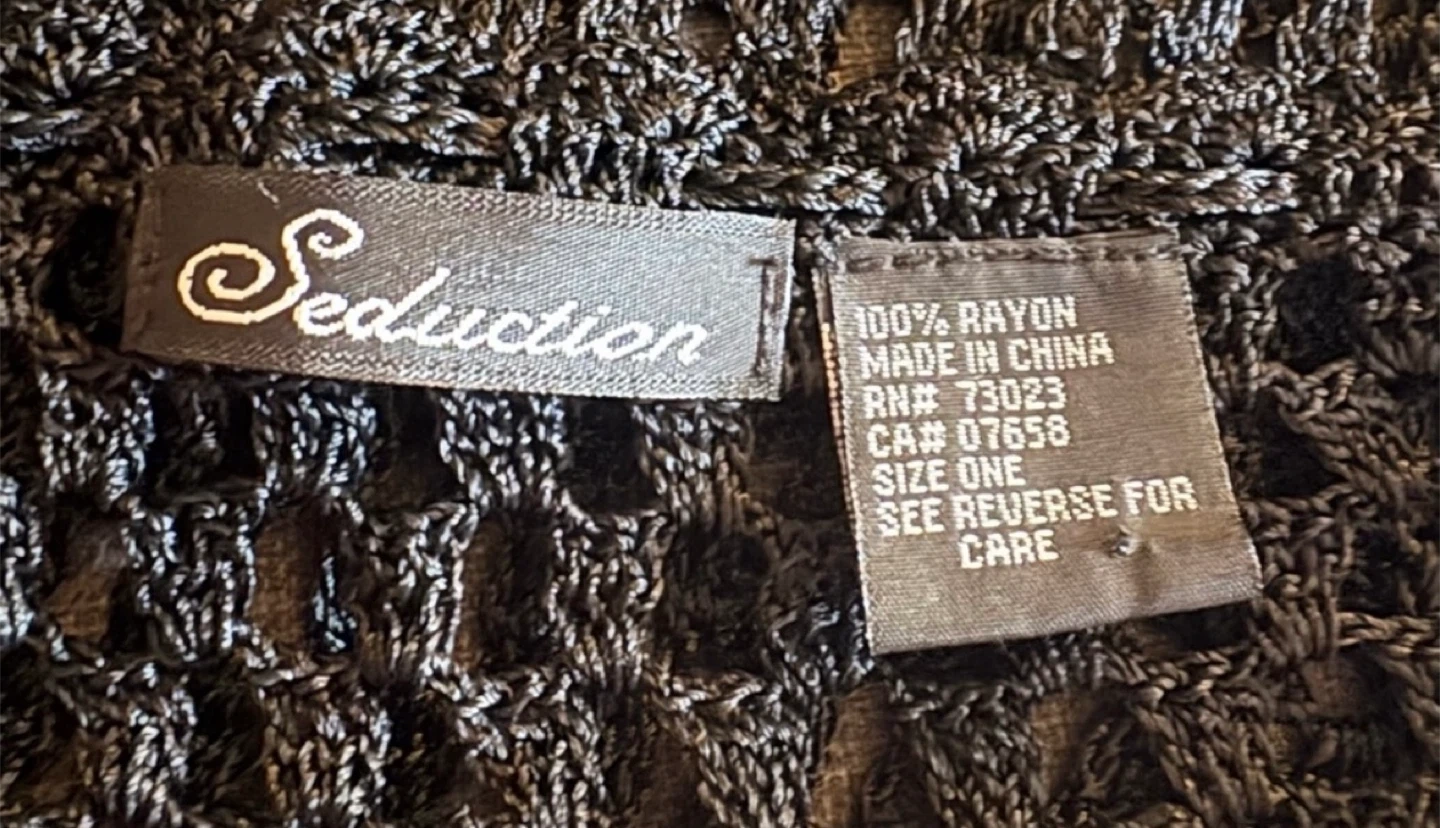 Seduction
100% RAYON
MADE IN CHINA
RN# 73023
CA# 07658
SIZE ONE
SEE REVERSE FOR
CARE